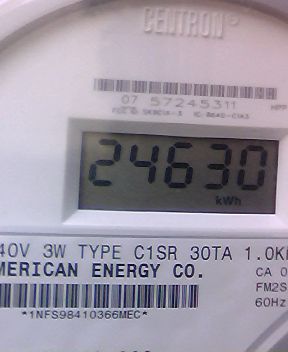 CENTRON®
07 57245311
24630
kWh
40V 3W TYPE C1SR 30TA 1.0K
MERICAN ENERGY CO.
CA 0
FM2S
60Hz
*1NFS98410366MEC*